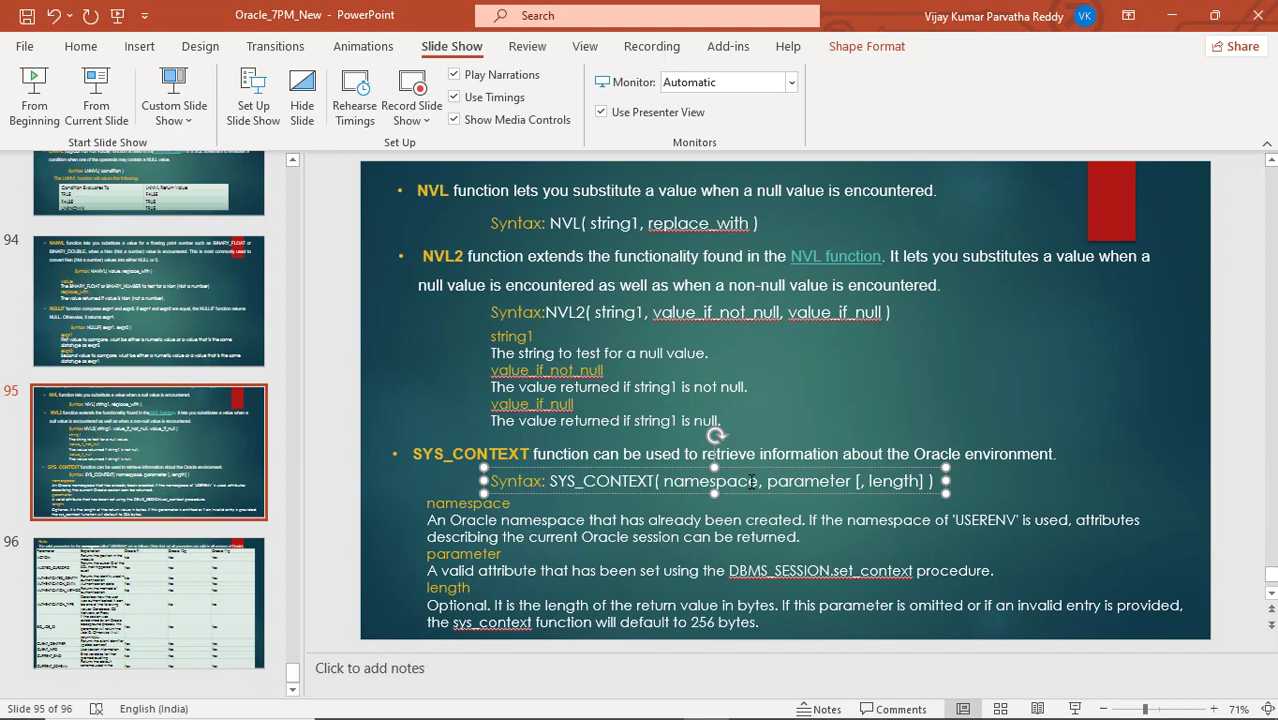 Oracle_7PM_New - PowerPoint
Search
Vijay Kumar Parvatha Reddy VK
File Home Insert Design Transitions Animations Slide Show Review View Recording Add-ins Help Shape Format Share
From Beginning
From Current Slide
Custom Slide Show
Set Up Slide Show
Hide Slide
Rehearse Timings
Record Slide Show
Play Narrations
Use Timings
Show Media Controls
Monitor: Automatic
Use Presenter View
Start Slide Show Set Up Monitors
94
95
96
• NVL function lets you substitute a value when a null value is encountered.
Syntax: NVL( string1, replace_with )
• NVL2 function extends the functionality found in the NVL function. It lets you substitutes a value when a
null value is encountered as well as when a non-null value is encountered.
Syntax:NVL2( string1, value_if_not_null, value_if_null )
string1
The string to test for a null value.
value_if_not_null
The value returned if string1 is not null.
value_if_null
The value returned if string1 is null.
• SYS_CONTEXT function can be used to retrieve information about the Oracle environment.
Syntax: SYS_CONTEXT( namespace, parameter [, length] )
namespace
An Oracle namespace that has already been created. If the namespace of 'USERENV' is used, attributes
describing the current Oracle session can be returned.
parameter
A valid attribute that has been set using the DBMS_SESSION.set_context procedure.
length
Optional. It is the length of the return value in bytes. If this parameter is omitted or if an invalid entry is provided,
the sys_context function will default to 256 bytes.
Click to add notes
Slide 95 of 96 English (India) Notes Comments 71%